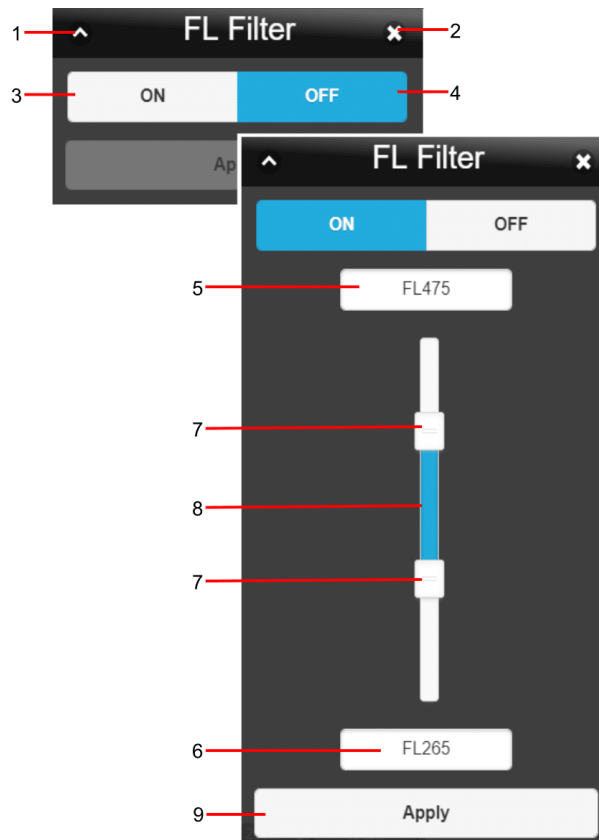 1 FL Filter 2
3 ON OFF 4
Ap
FL Filter
ON OFF
5 FL475
7
8
7
6 FL265
9 Apply